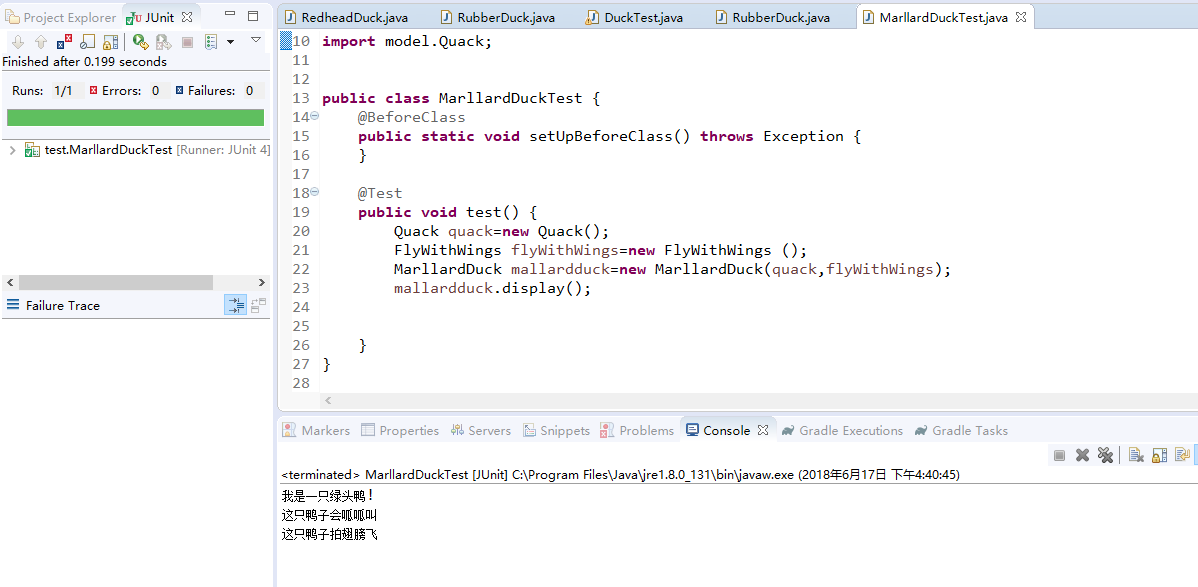 Project Explorer JUnit
Finished after 0.199 seconds
Runs: 1/1 Errors: 0 Failures: 0
test.MarllardDuckTest [Runner: JUnit 4]
Failure Trace
RedheadDuck.java RubberDuck.java DuckTest.java RubberDuck.java MarllardDuckTest.java
10 import model.Quack;
11
12
13 public class MarllardDuckTest {
14 @BeforeClass
15 public static void setUpBeforeClass() throws Exception {
16 }
17
18 @Test
19 public void test() {
20 Quack quack=new Quack();
21 FlyWithWings flyWithWings=new FlyWithWings ();
22 MarllardDuck mallardduck=new MarllardDuck(quack,flyWithWings);
23 mallardduck.display();
24
25
26 }
27 }
28
Markers Properties Servers Snippets Problems Console Gradle Executions Gradle Tasks
<terminated> MarllardDuckTest [JUnit] C:\Program Files\Java\jre1.8.0_131\bin\javaw.exe (2018年6月17日 下午4:40:45)
我是一只绿头鸭！
这只鸭子会呱呱叫
这只鸭子拍翅膀飞